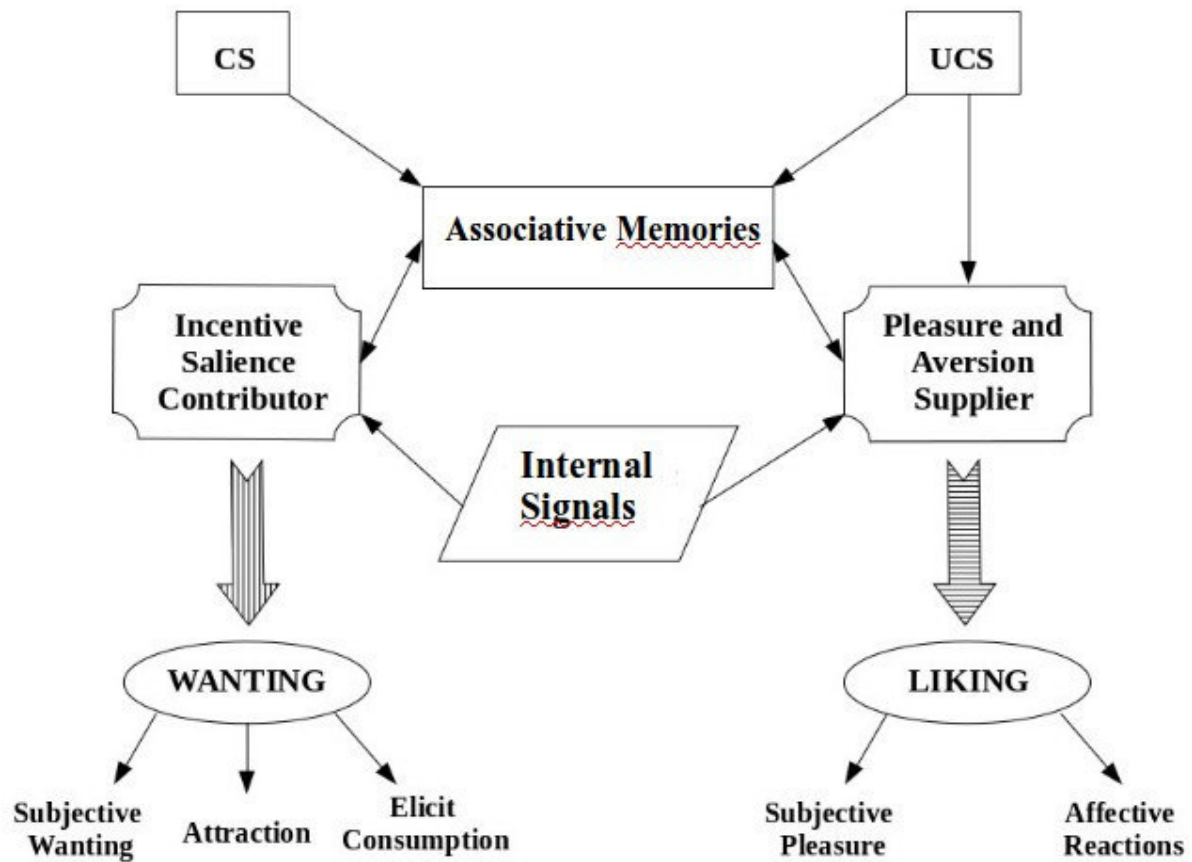 CS
UCS
Associative Memories
Incentive
Salience
Contributor
Pleasure and
Aversion
Supplier
Internal
Signals
WANTING
LIKING
Subjective
Wanting
Attraction
Elicit
Consumption
Subjective
Pleasure
Affective
Reactions